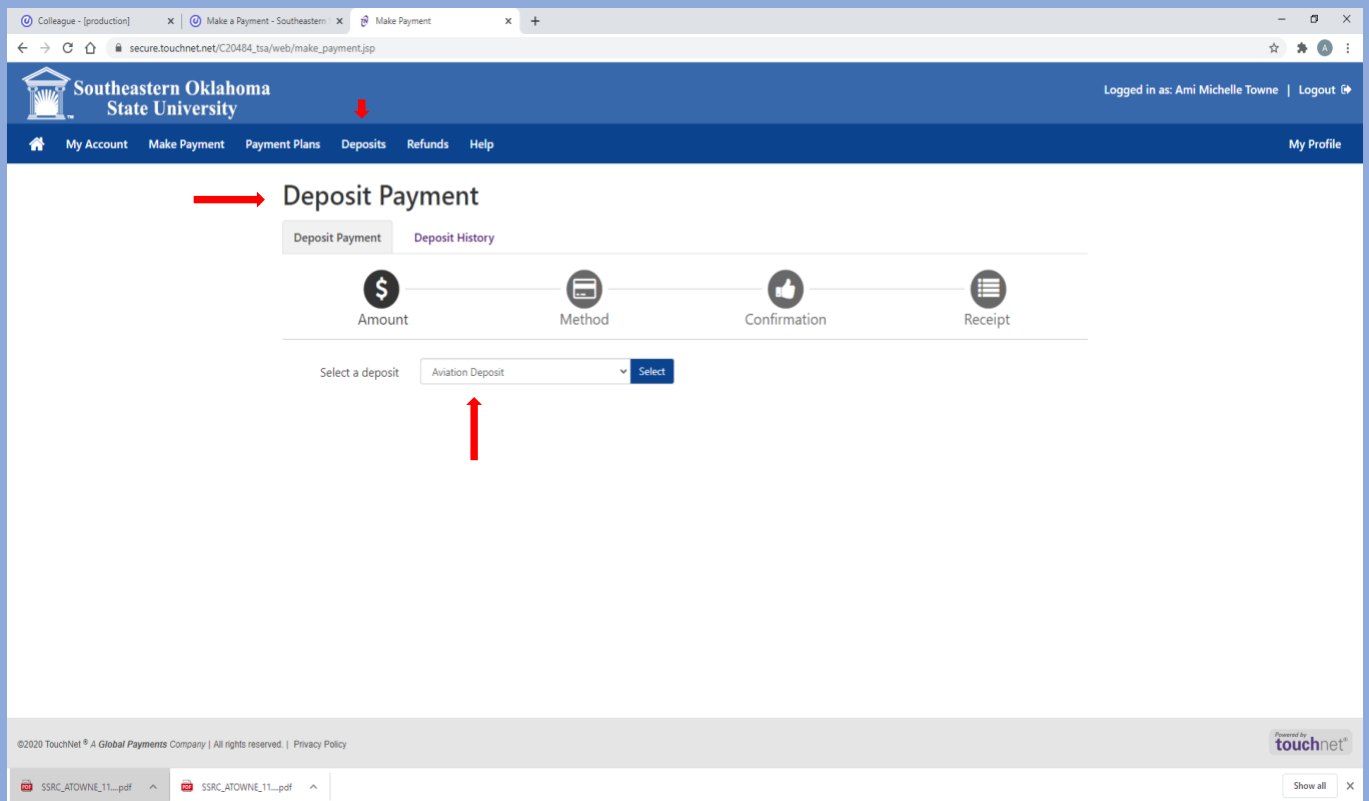 Colleague - [production]
Make a Payment - Southeastern
Make Payment
secure.touchnet.net/C20484_tsa/web/make_payment.jsp
A
Southeastern Oklahoma
State University
TM
Logged in as: Ami Michelle Towne | Logout
My Account Make Payment Payment Plans Deposits Refunds Help My Profile
Deposit Payment
Deposit Payment Deposit History
$
Amount Method Confirmation Receipt
Select a deposit Aviation Deposit Select
©2020 TouchNet ® A Global Payments Company | All rights reserved. | Privacy Policy
Powered by
touchnet®
PDF SSRC_ATOWNE_11....pdf PDF SSRC_ATOWNE_11....pdf Show all